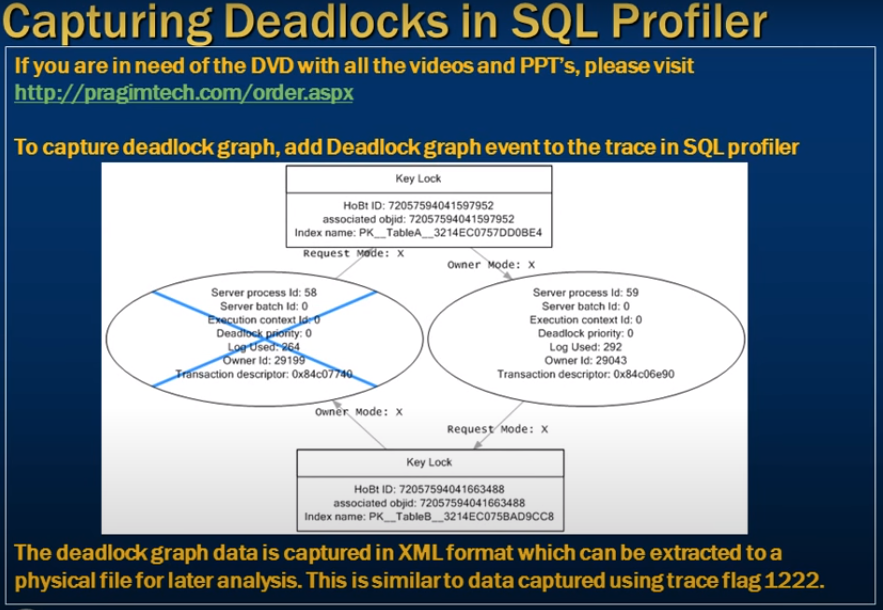 Capturing Deadlocks in SQL Profiler
If you are in need of the DVD with all the videos and PPT's, please visit
http://pragimtech.com/order.aspx
To capture deadlock graph, add Deadlock graph event to the trace in SQL profiler
Key Lock
HoBt ID: 72057594041597952
associated objid: 72057594041597952
Index name: PK__TableA__3214EC0757DD0BE4
Request Mode: X
Owner Mode: X
Server process Id: 58
Server batch Id: 0
Execution context Id: 0
Deadlock priority: 0
Log Used: 264
Owner Id: 29199
Transaction descriptor: 0x84c07740
Server process Id: 59
Server batch Id: 0
Execution context Id: 0
Deadlock priority: 0
Log Used: 292
Owner Id: 29043
Transaction descriptor: 0x84c06e90
Owner Mode: X
Request Mode: X
Key Lock
HoBt ID: 72057594041663488
associated objid: 72057594041663488
Index name: PK__TableB__3214EC075BAD9CC8
The deadlock graph data is captured in XML format which can be extracted to a
physical file for later analysis. This is similar to data captured using trace flag 1222.